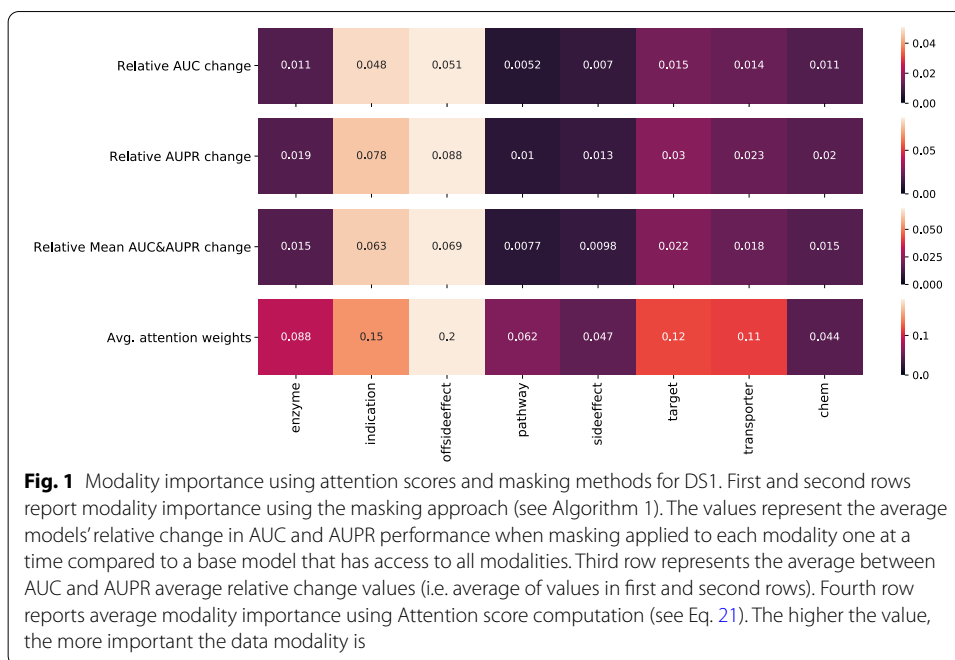 Relative AUC change
0.011 0.048 0.051 0.0052 0.007 0.015 0.014 0.011
0.04
0.02
0.00
Relative AUPR change
0.019 0.078 0.088 0.01 0.013 0.03 0.023 0.02
0.05
0.00
Relative Mean AUC&AUPR change
0.015 0.063 0.069 0.0077 0.0098 0.022 0.018 0.015
0.050
0.025
0.000
Avg. attention weights
0.088 0.15 0.2 0.062 0.047 0.12 0.11 0.044
0.1
0.0
enzyme
indication
offsideeffect
pathway
sideeffect
target
transporter
chem
Fig. 1 Modality importance using attention scores and masking methods for DS1. First and second rows
report modality importance using the masking approach (see Algorithm 1). The values represent the average
models' relative change in AUC and AUPR performance when masking applied to each modality one at a
time compared to a base model that has access to all modalities. Third row represents the average between
AUC and AUPR average relative change values (i.e. average of values in first and second rows). Fourth row
reports average modality importance using Attention score computation (see Eq. 21). The higher the value,
the more important the data modality is